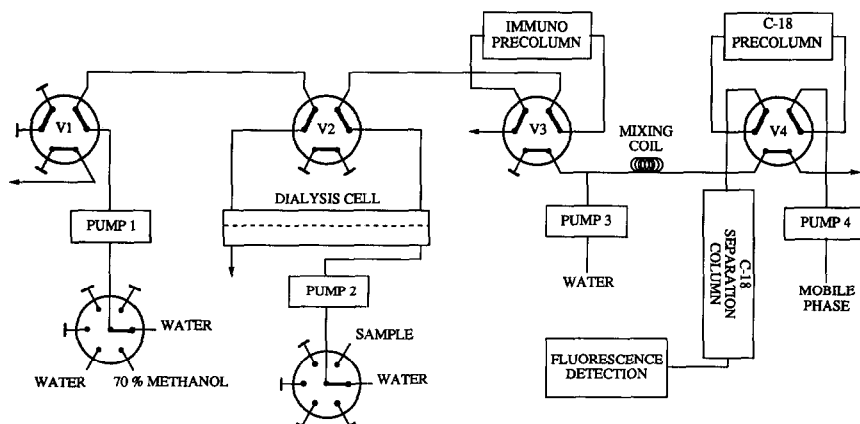 IMMUNO
PRECOLUMN
C-18
PRECOLUMN
V1
V2
V3
V4
MIXING
COIL
DIALYSIS CELL
PUMP 1
PUMP 2
PUMP 3
PUMP 4
WATER
MOBILE
PHASE
C-18
SEPARATION
COLUMN
WATER
WATER
70 % METHANOL
SAMPLE
WATER
FLUORESCENCE
DETECTION